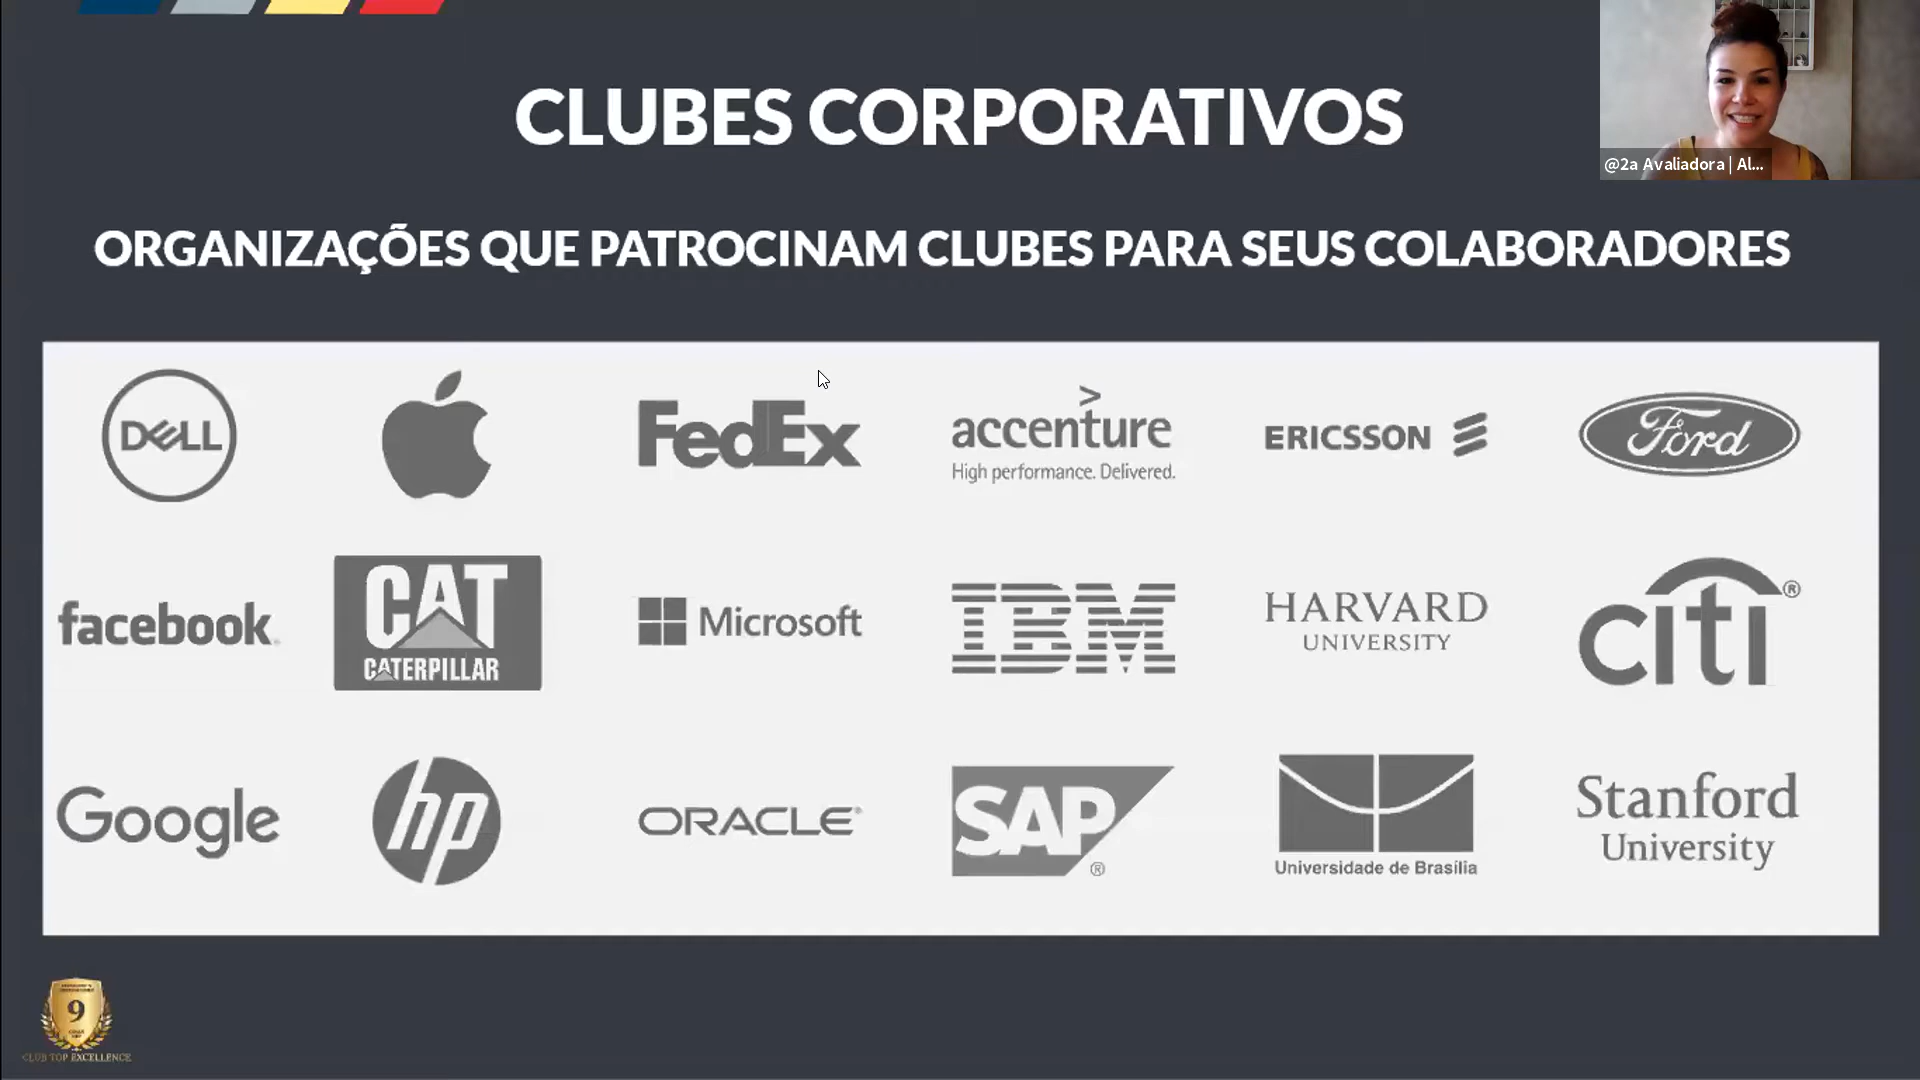 CLUBES CORPORATIVOS
@2a Avaliadora | Al...
ORGANIZAÇÕES QUE PATROCINAM CLUBES PARA SEUS COLABORADORES
DELL
FedEx
>
accenture
High performance. Delivered.
ERICSSON
Ford
facebook
CAT
CATERPILLAR
Microsoft
IBM
HARVARD
UNIVERSITY
citi®
Google
hp
ORACLE®
SAP®
Universidade de Brasília
Stanford
University
9
CLUB TOP EXCELLENCE